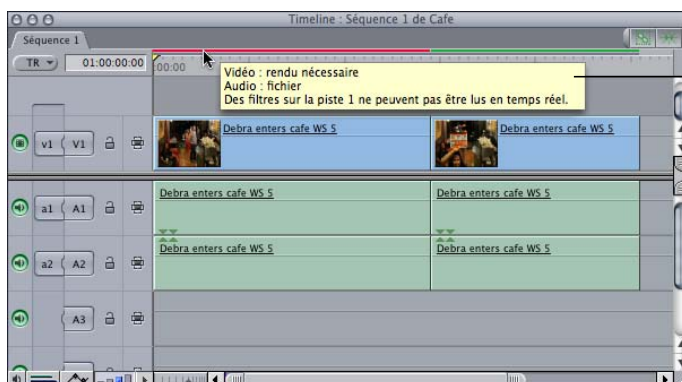 Timeline : Séquence 1 de Cafe
Séquence 1
TR
01:00:00:00
:00:00
Vidéo : rendu nécessaire
Audio : fichier
Des filtres sur la piste 1 ne peuvent pas être lus en temps réel.
v1
V1
Debra enters cafe WS 5
Debra enters cafe WS 5
a1
A1
Debra enters cafe WS 5
Debra enters cafe WS 5
a2
A2
Debra enters cafe WS 5
Debra enters cafe WS 5
A3